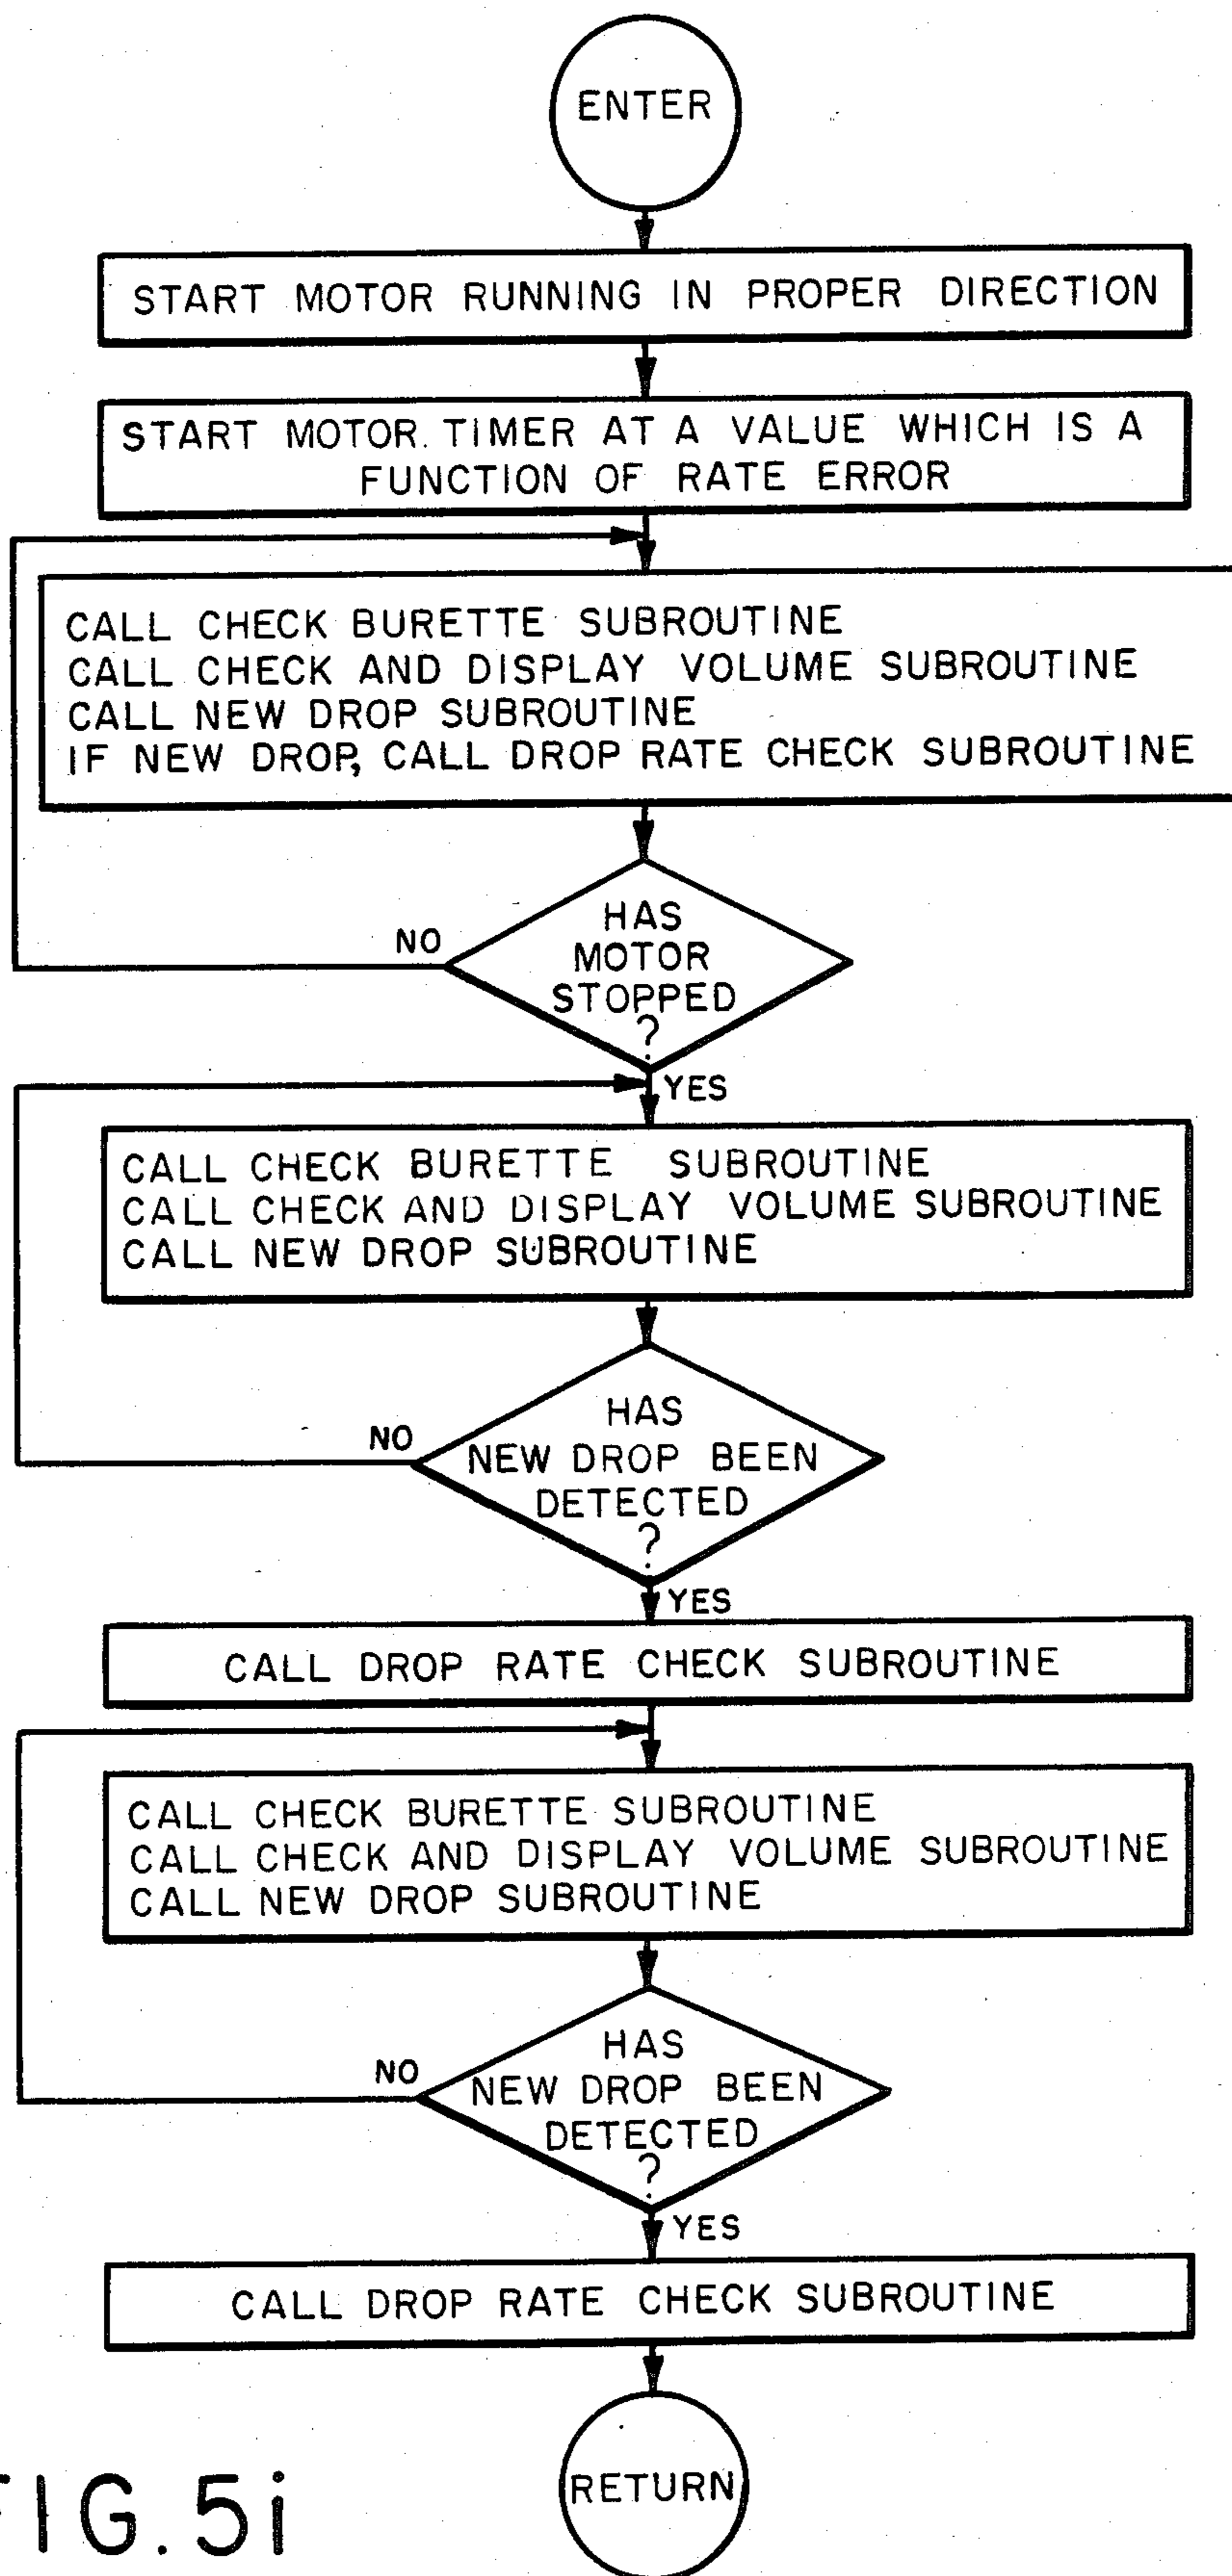 ENTER
START MOTOR RUNNING IN PROPER DIRECTION
START MOTOR TIMER AT A VALUE WHICH IS A
FUNCTION OF RATE ERROR
CALL CHECK BURETTE SUBROUTINE
CALL CHECK AND DISPLAY VOLUME SUBROUTINE
CALL NEW DROP SUBROUTINE
IF NEW DROP, CALL DROP RATE CHECK SUBROUTINE
NO
HAS
MOTOR
STOPPED
?
YES
CALL CHECK BURETTE SUBROUTINE
CALL CHECK AND DISPLAY VOLUME SUBROUTINE
CALL NEW DROP SUBROUTINE
NO
HAS
NEW DROP BEEN
DETECTED
?
YES
CALL DROP RATE CHECK SUBROUTINE
CALL CHECK BURETTE SUBROUTINE
CALL CHECK AND DISPLAY VOLUME SUBROUTINE
CALL NEW DROP SUBROUTINE
NO
HAS
NEW DROP BEEN
DETECTED
?
YES
CALL DROP RATE CHECK SUBROUTINE
RETURN
FIG. 5i